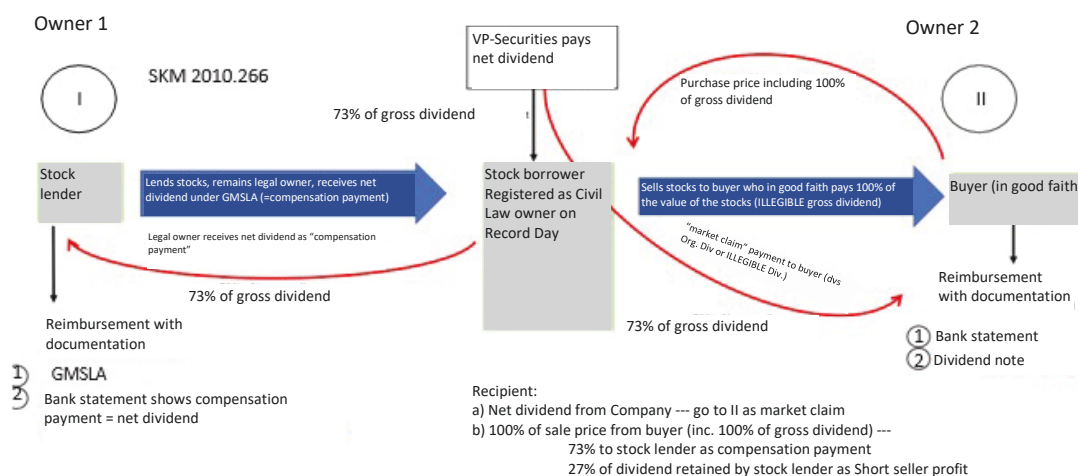 Owner 1
VP-Securities pays
net dividend
Owner 2
SKM 2010.266
I
II
Purchase price including 100%
of gross dividend
73% of gross dividend
t
Stock
lender
Lends stocks, remains legal owner, receives net
dividend under GMSLA (=compensation payment)
Stock borrower
Registered as Civil
Law owner on
Record Day
Sells stocks to buyer who in good faith pays 100% of
the value of the stocks (ILLEGIBLE gross dividend)
Buyer (in good faith
Legal owner receives net dividend as “compensation
payment”
“market claim” payment to buyer (dvs
Org. Div or ILLEGIBLE Div.)
73% of gross dividend
73% of gross dividend
Reimbursement with
documentation
Reimbursement
with documentation
1 GMSLA
2 Bank statement shows compensation
payment = net dividend
1 Bank statement
2 Dividend note
Recipient:
a) Net dividend from Company --- go to II as market claim
b) 100% of sale price from buyer (inc. 100% of gross dividend) ---
73% to stock lender as compensation payment
27% of dividend retained by stock lender as Short seller profit